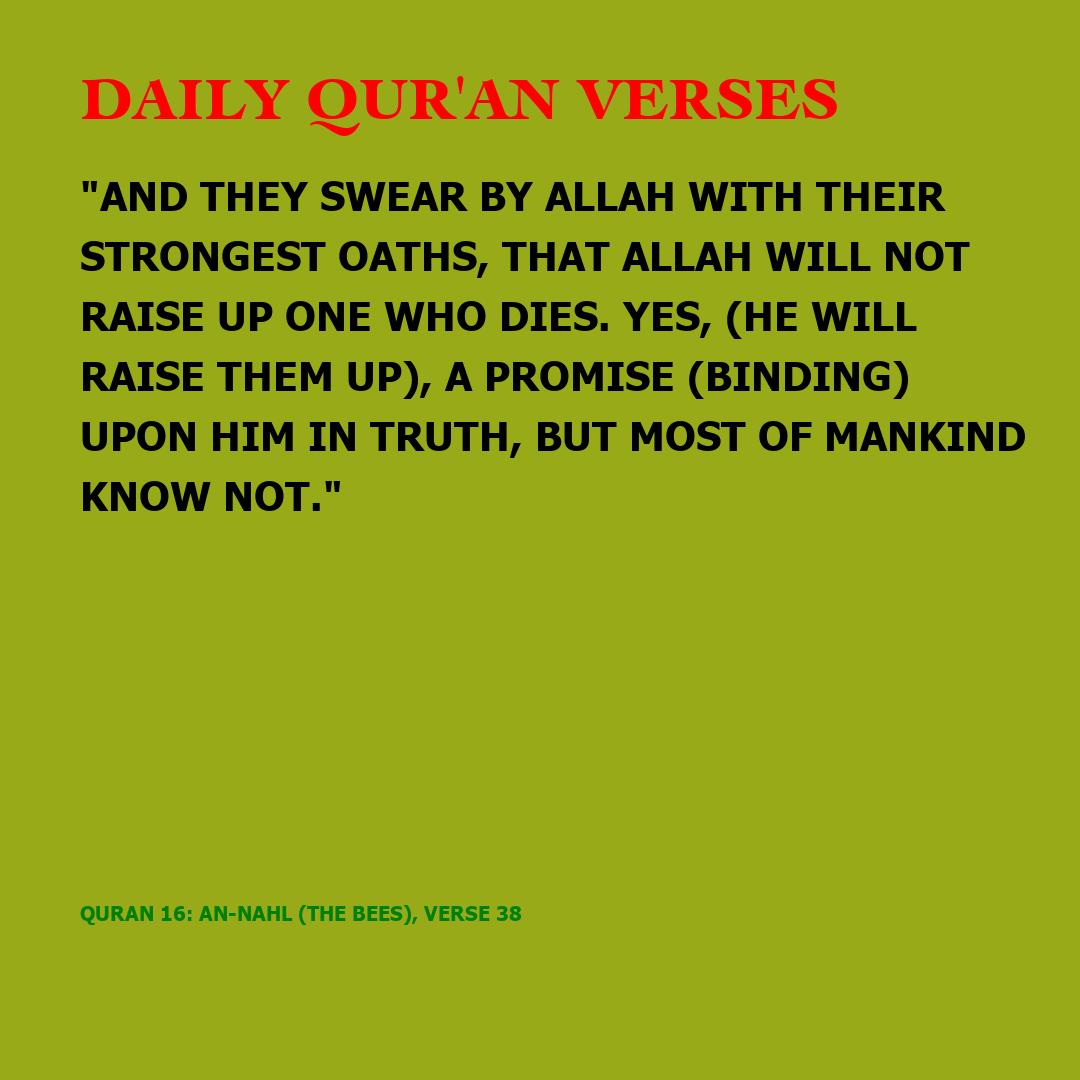 DAILY QUR'AN VERSES
"AND THEY SWEAR BY ALLAH WITH THEIR
STRONGEST OATHS, THAT ALLAH WILL NOT
RAISE UP ONE WHO DIES. YES, (HE WILL
RAISE THEM UP), A PROMISE (BINDING)
UPON HIM IN TRUTH, BUT MOST OF MANKIND
KNOW NOT."
QURAN 16: AN-NAHL (THE BEES), VERSE 38